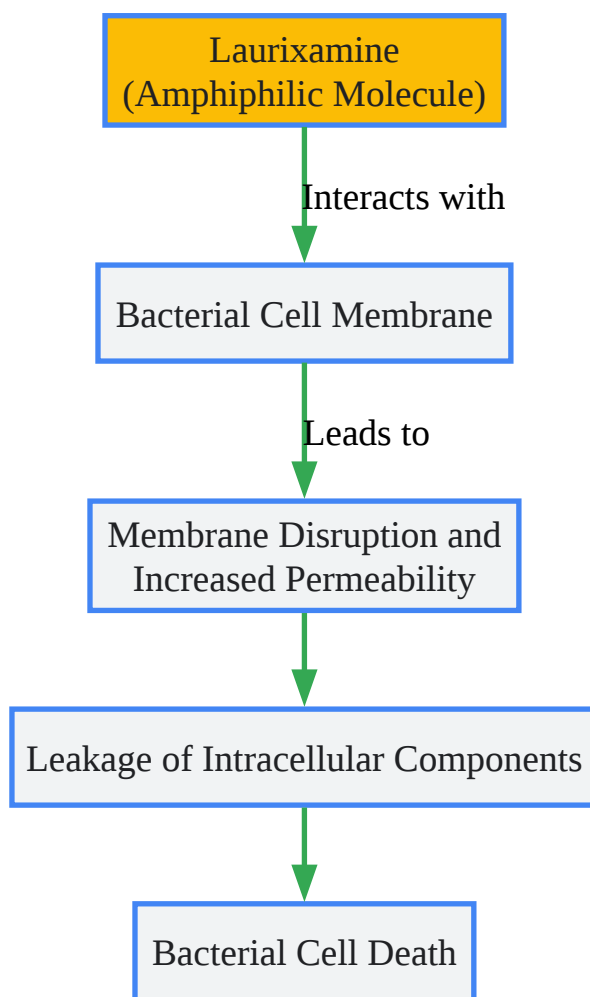 Laurixamine
(Amphiphilic Molecule)
Interacts with
Bacterial Cell Membrane
Leads to
Membrane Disruption and
Increased Permeability
Leakage of Intracellular Components
Bacterial Cell Death